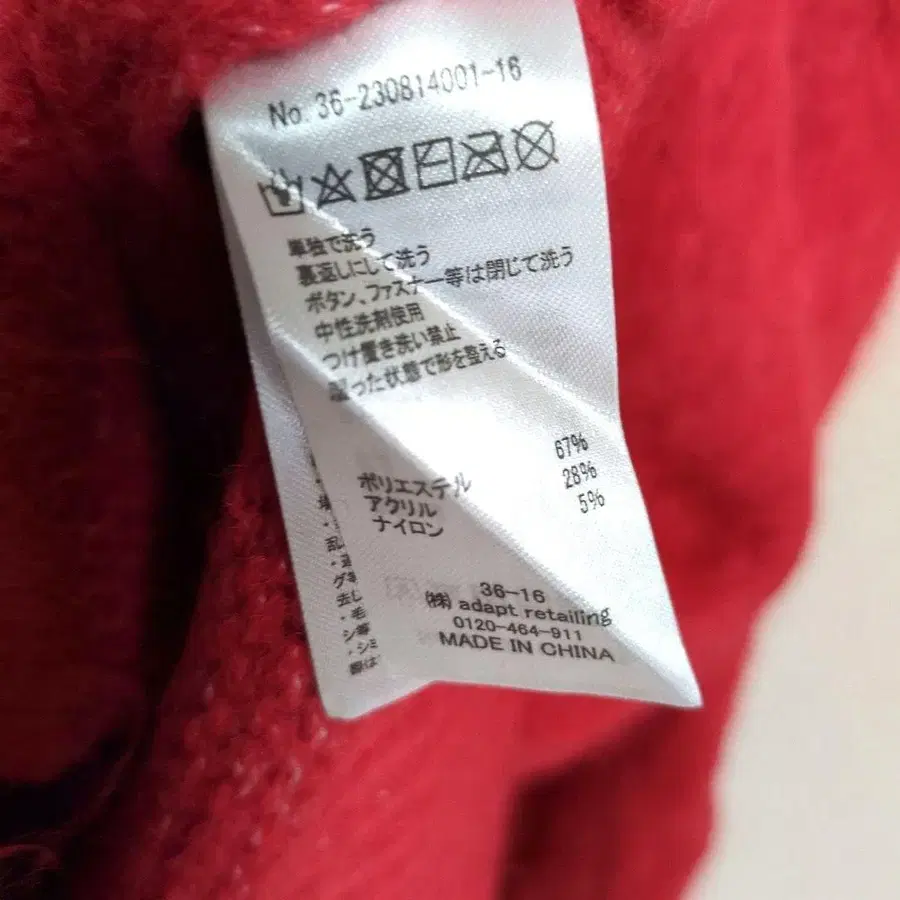 No. 36-230814001-16
単独で洗う
裏返しにして洗う
ボタン、ファスナー等は閉じて洗う
中性洗剤使用
つけ置き洗い禁止
湿った状態で形を整える
67%
ポリエステル 28%
アクリル 5%
ナイロン
36-16
(株) adapt retailing
0120-464-911
MADE IN CHINA